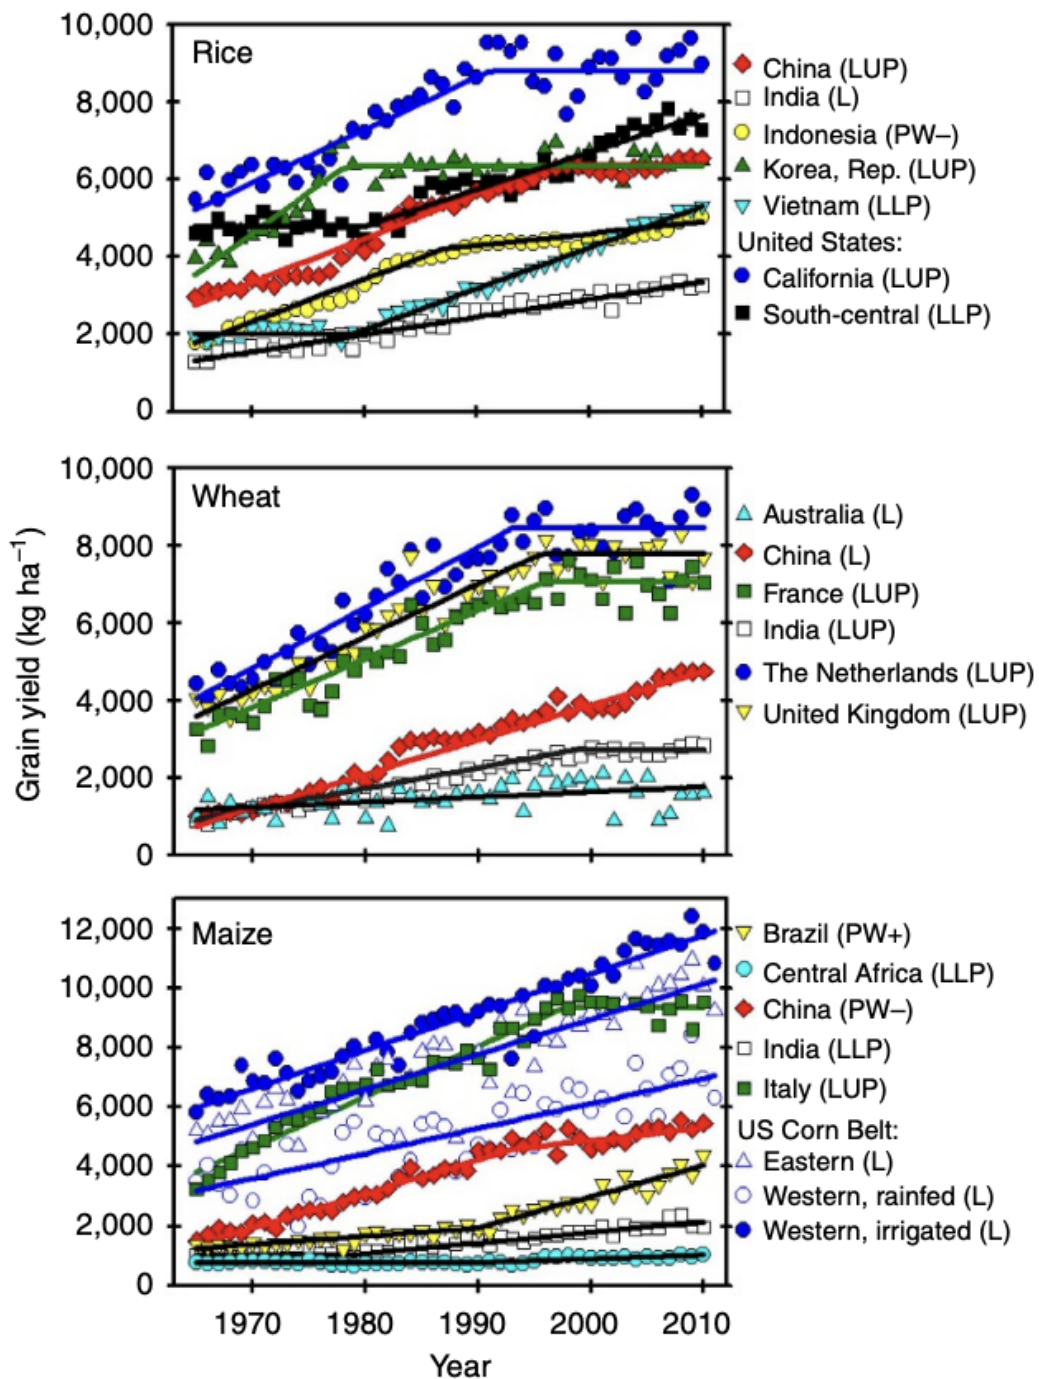 10,000
8,000
6,000
4,000
2,000
0
Rice
China (LUP)
India (L)
Indonesia (PW–)
Korea, Rep. (LUP)
Vietnam (LLP)
United States:
California (LUP)
South-central (LLP)
Grain yield (kg ha⁻¹)
10,000
8,000
6,000
4,000
2,000
0
Wheat
Australia (L)
China (L)
France (LUP)
India (LUP)
The Netherlands (LUP)
United Kingdom (LUP)
12,000
10,000
8,000
6,000
4,000
2,000
0
Maize
Brazil (PW+)
Central Africa (LLP)
China (PW–)
India (LLP)
Italy (LUP)
US Corn Belt:
Eastern (L)
Western, rainfed (L)
Western, irrigated (L)
1970 1980 1990 2000 2010
Year